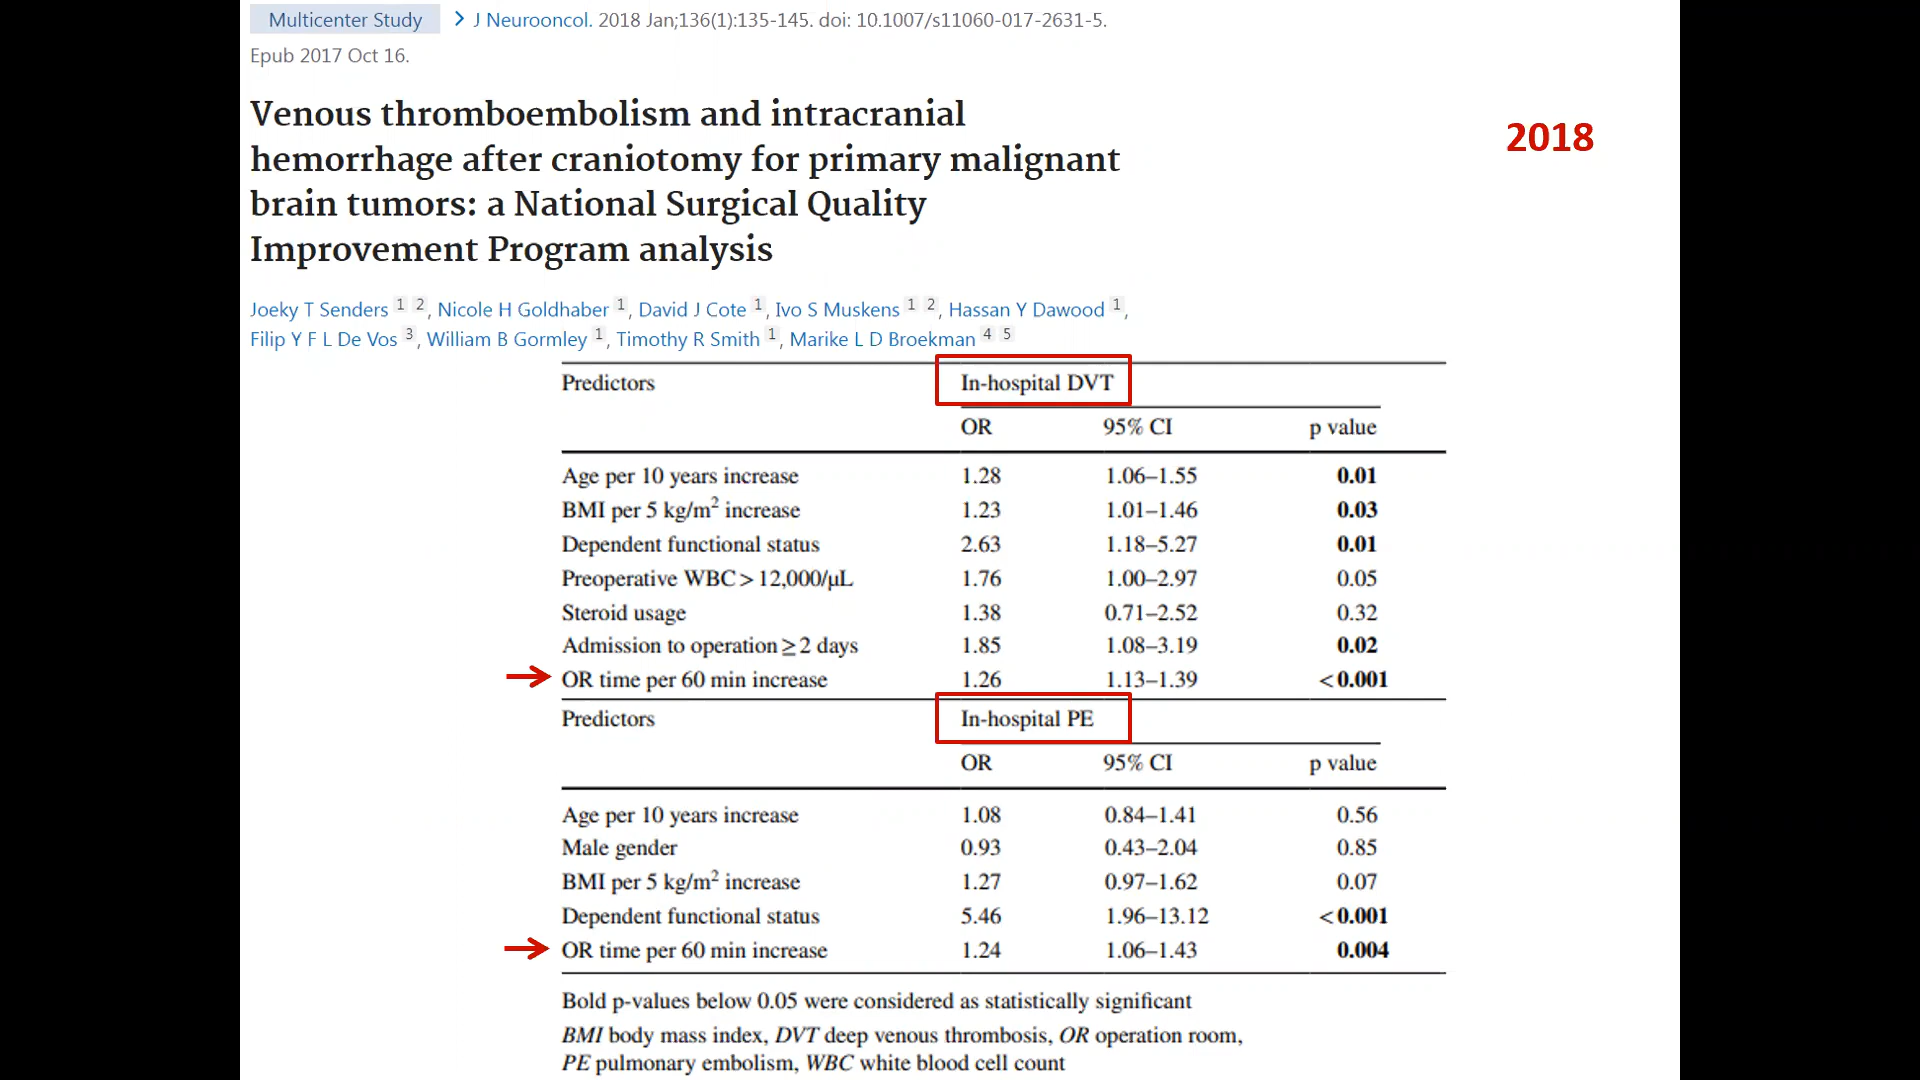 Multicenter Study > J Neurooncol. 2018 Jan;136(1):135-145. doi: 10.1007/s11060-017-2631-5.
Epub 2017 Oct 16.
Venous thromboembolism and intracranial
hemorrhage after craniotomy for primary malignant
brain tumors: a National Surgical Quality
Improvement Program analysis
2018
Joeky T Senders 1 2, Nicole H Goldhaber 1, David J Cote 1, Ivo S Muskens 1 2, Hassan Y Dawood 1,
Filip Y F L De Vos 3, William B Gormley 1, Timothy R Smith 1, Marike L D Broekman 4 5
Predictors In-hospital DVT
OR 95% CI p value
Age per 10 years increase 1.28 1.06–1.55 0.01
BMI per 5 kg/m² increase 1.23 1.01–1.46 0.03
Dependent functional status 2.63 1.18–5.27 0.01
Preoperative WBC > 12,000/µL 1.76 1.00–2.97 0.05
Steroid usage 1.38 0.71–2.52 0.32
Admission to operation ≥ 2 days 1.85 1.08–3.19 0.02
OR time per 60 min increase 1.26 1.13–1.39 < 0.001
Predictors In-hospital PE
OR 95% CI p value
Age per 10 years increase 1.08 0.84–1.41 0.56
Male gender 0.93 0.43–2.04 0.85
BMI per 5 kg/m² increase 1.27 0.97–1.62 0.07
Dependent functional status 5.46 1.96–13.12 < 0.001
OR time per 60 min increase 1.24 1.06–1.43 0.004
Bold p-values below 0.05 were considered as statistically significant
BMI body mass index, DVT deep venous thrombosis, OR operation room,
PE pulmonary embolism, WBC white blood cell count